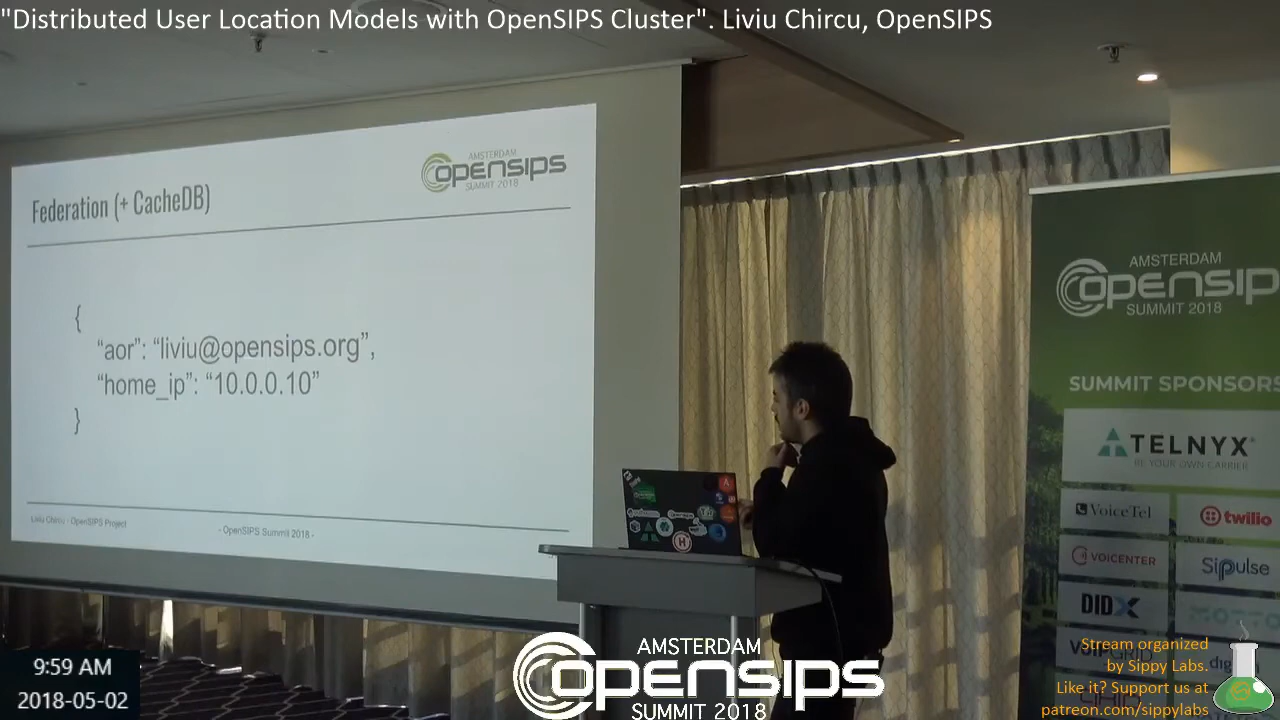 "Distributed User Location Models with OpenSIPS Cluster". Liviu Chircu, OpenSIPS
AMSTERDAM
OPENSIPS
SUMMIT 2018
Federation (+ CacheDB)
{
“aor”: “liviu@opensips.org”,
“home_ip”: “10.0.0.10”
}
Liviu Chircu - OpenSIPS Project
- OpenSIPS Summit 2018 -
AMSTERDAM
OPENSIP
SUMMIT 2018
SUMMIT SPONSORS
TELNYX
BE YOUR OWN CARRIER
VoiceTel
twilio
VOICENTER
Sipulse
DIDX
Stream organized
by Sippy Labs.
Like it? Support us at
patreon.com/sippylabs
9:59 AM
2018-05-02
AMSTERDAM
OPENSIPS
SUMMIT 2018